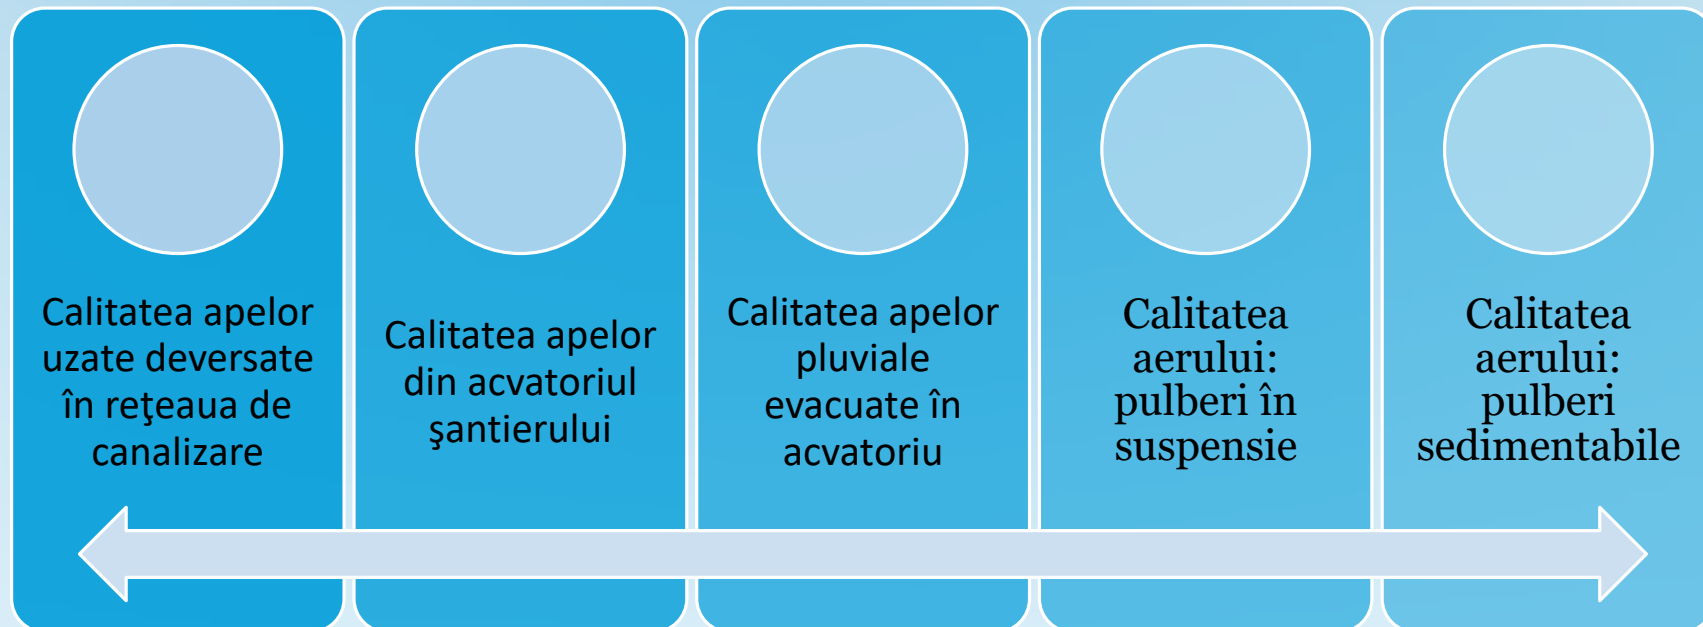 Calitatea apelor
uzate deversate
în reţeaua de
canalizare
Calitatea apelor
din acvatoriul
şantierului
Calitatea apelor
pluviale
evacuate în
acvatoriu
Calitatea
aerului:
pulberi în
suspensie
Calitatea
aerului:
pulberi
sedimentabile